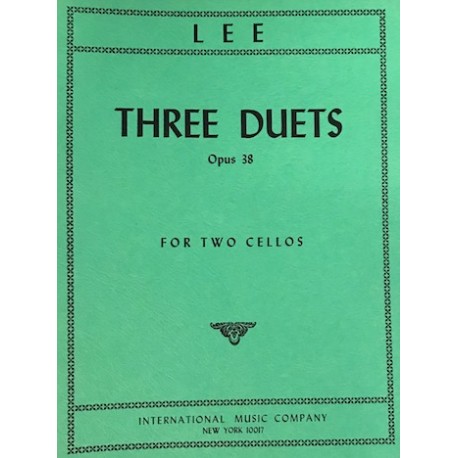 LEE
THREE DUETS
Opus 38
FOR TWO CELLOS
INTERNATIONAL MUSIC COMPANY
NEW YORK 10017